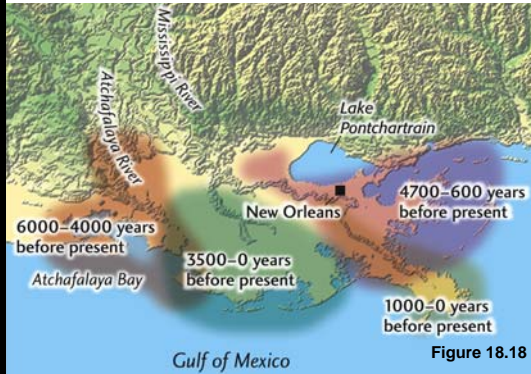 Mississippi River
Atchafalaya River
Lake
Pontchartrain
4700–600 years
before present
New Orleans
6000–4000 years
before present
3500–0 years
before present
Atchafalaya Bay
1000–0 years
before present
Gulf of Mexico
Figure 18.18